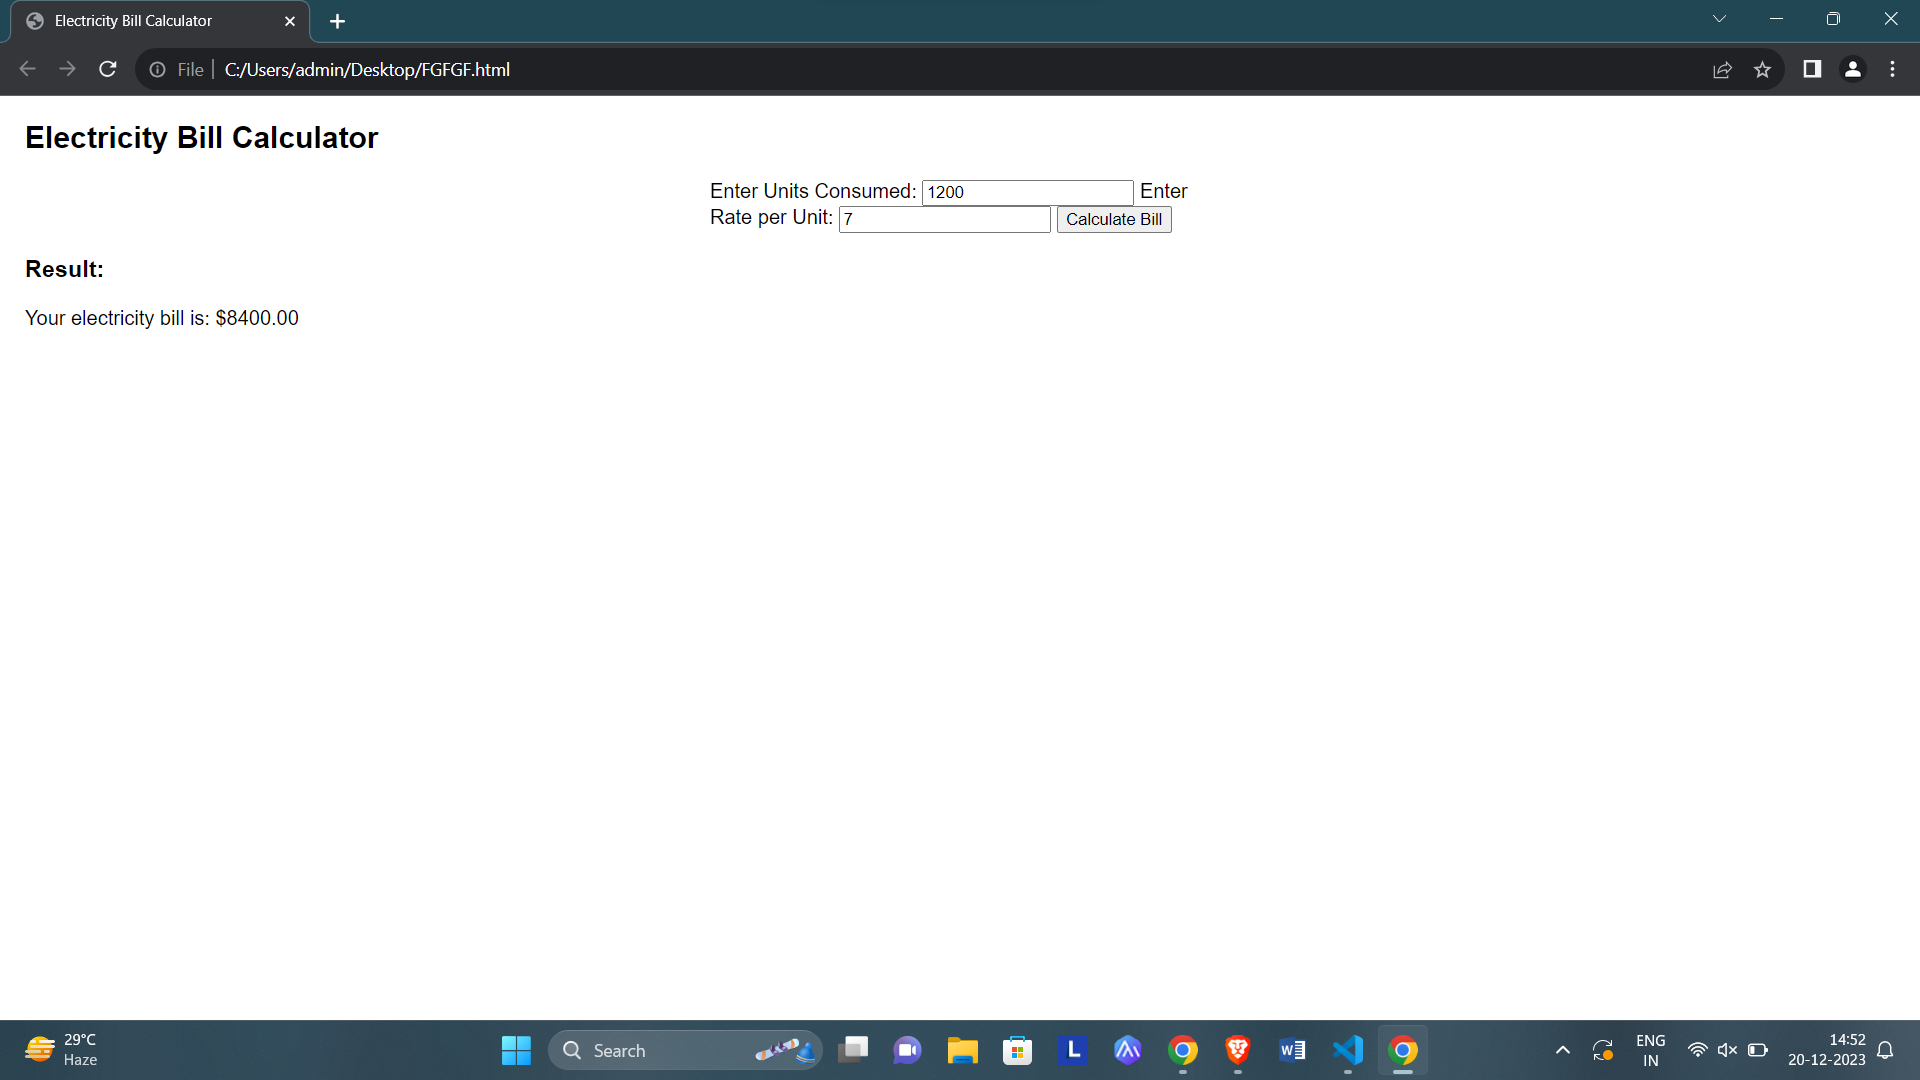 Electricity Bill Calculator
File C:/Users/admin/Desktop/FGFGF.html
Electricity Bill Calculator
Enter Units Consumed: 1200 Enter
Rate per Unit: 7 Calculate Bill
Result:
Your electricity bill is: $8400.00
29°C
Haze
Search
L
W
ENG
IN
14:52
20-12-2023